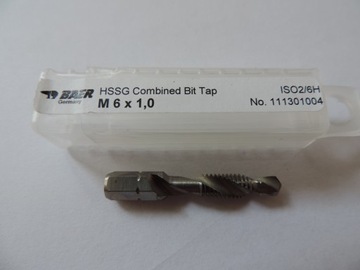 BAER HSSG Combined Bit Tap ISO2/6H
Germany M 6 x 1,0 No. 111301004